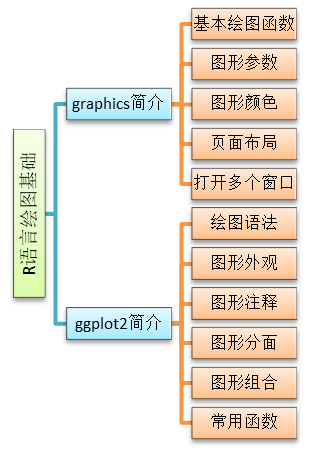 R语言绘图基础
graphics简介
基本绘图函数
图形参数
图形颜色
页面布局
打开多个窗口
ggplot2简介
绘图语法
图形外观
图形注释
图形分面
图形组合
常用函数